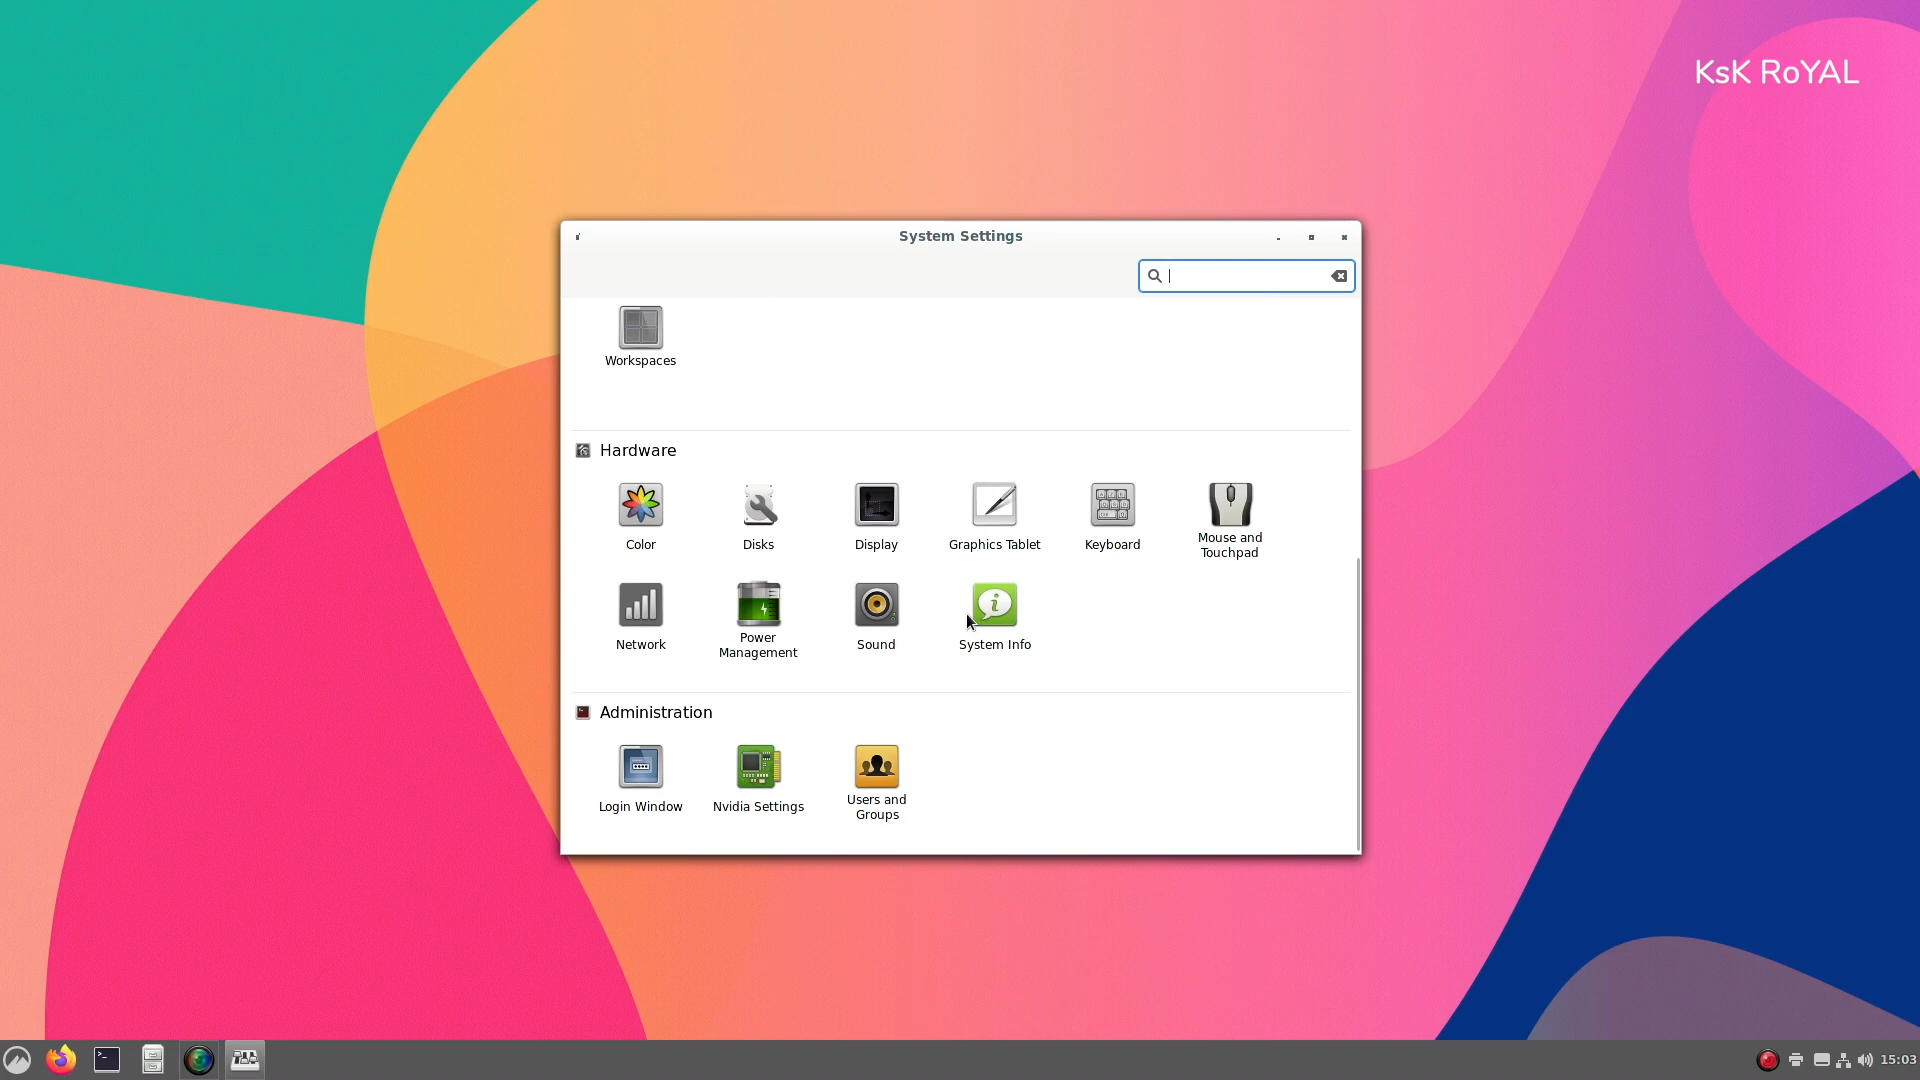 KsK RoYAL
System Settings
Workspaces
Hardware
Color
Disks
Display
Graphics Tablet
Keyboard
Mouse and
Touchpad
Network
Power
Management
Sound
System Info
Administration
Login Window
Nvidia Settings
Users and
Groups
15:03